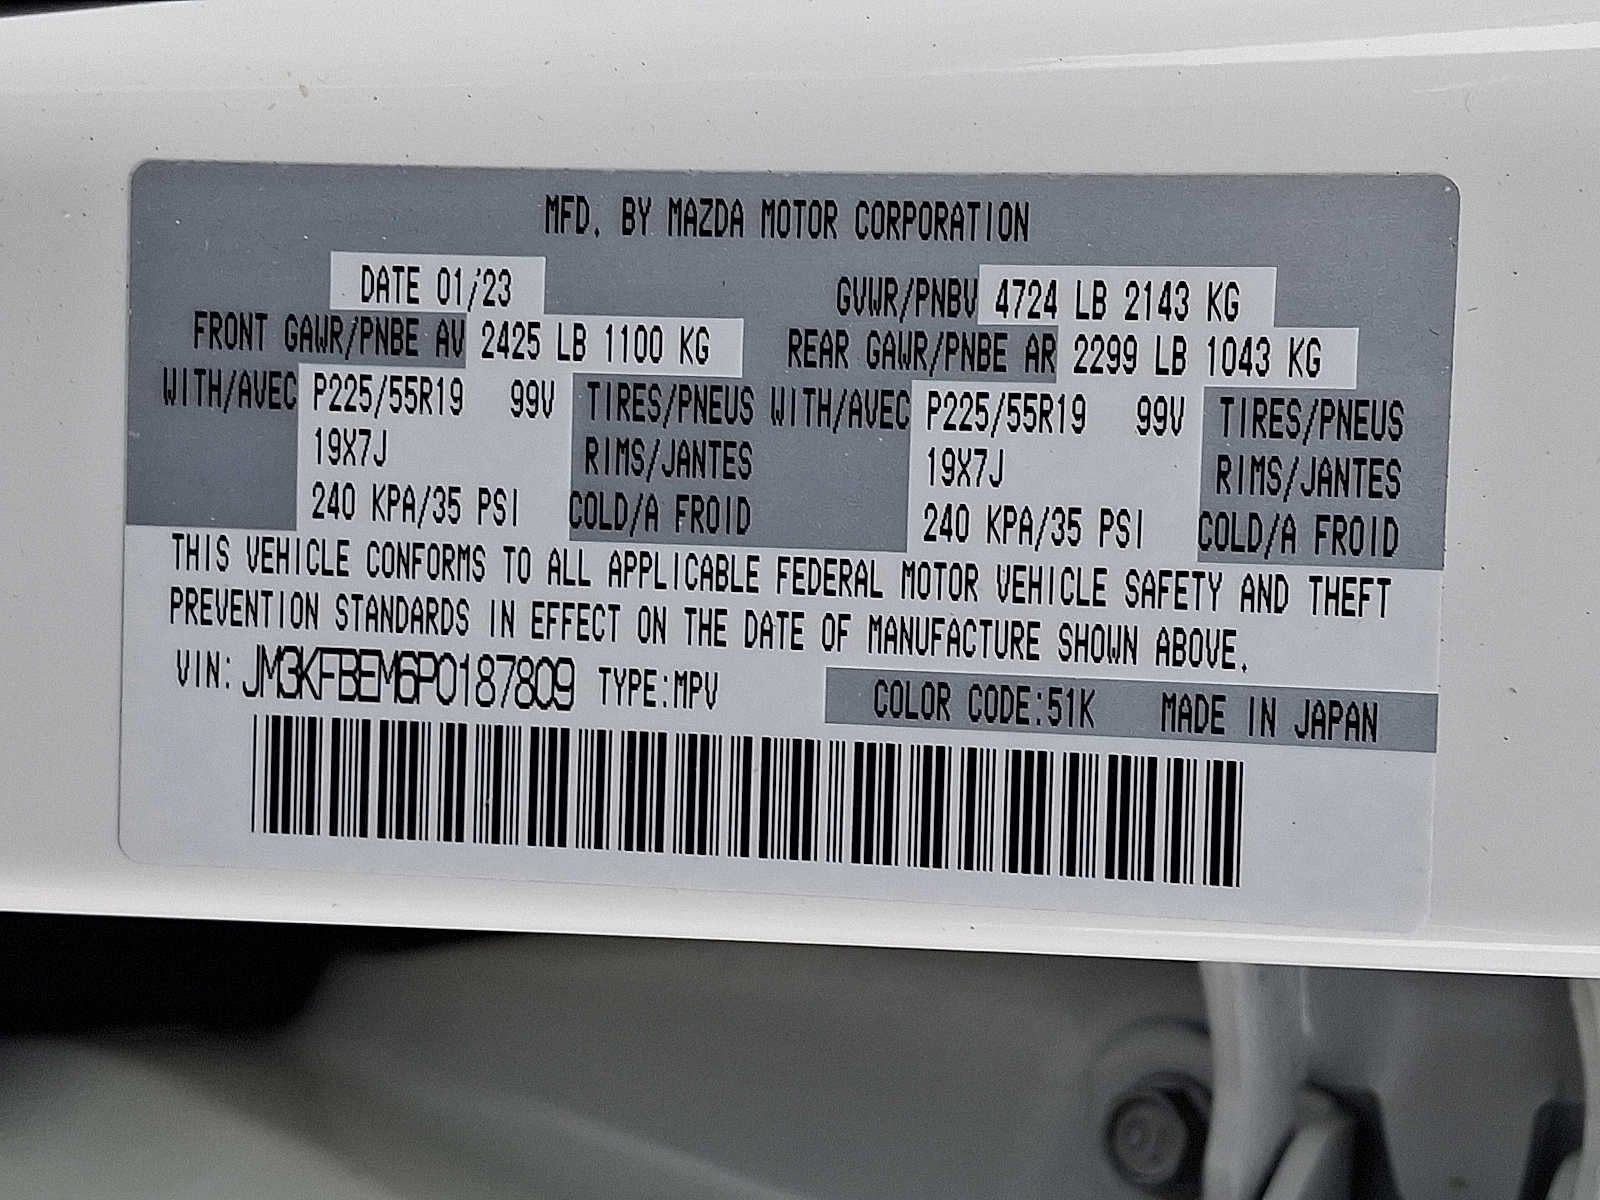 MFD. BY MAZDA MOTOR CORPORATION
DATE 01/23 GVWR/PNBV 4724 LB 2143 KG
FRONT GAWR/PNBE AV 2425 LB 1100 KG REAR GAWR/PNBE AR 2299 LB 1043 KG
WITH/AVEC P225/55R19 99V TIRES/PNEUS WITH/AVEC P225/55R19 99V TIRES/PNEUS
19X7J RIMS/JANTES 19X7J RIMS/JANTES
240 KPA/35 PSI COLD/A FROID 240 KPA/35 PSI COLD/A FROID
THIS VEHICLE CONFORMS TO ALL APPLICABLE FEDERAL MOTOR VEHICLE SAFETY AND THEFT
PREVENTION STANDARDS IN EFFECT ON THE DATE OF MANUFACTURE SHOWN ABOVE.
VIN: JM3KFBEM6P0187809 TYPE:MPV COLOR CODE:51K MADE IN JAPAN